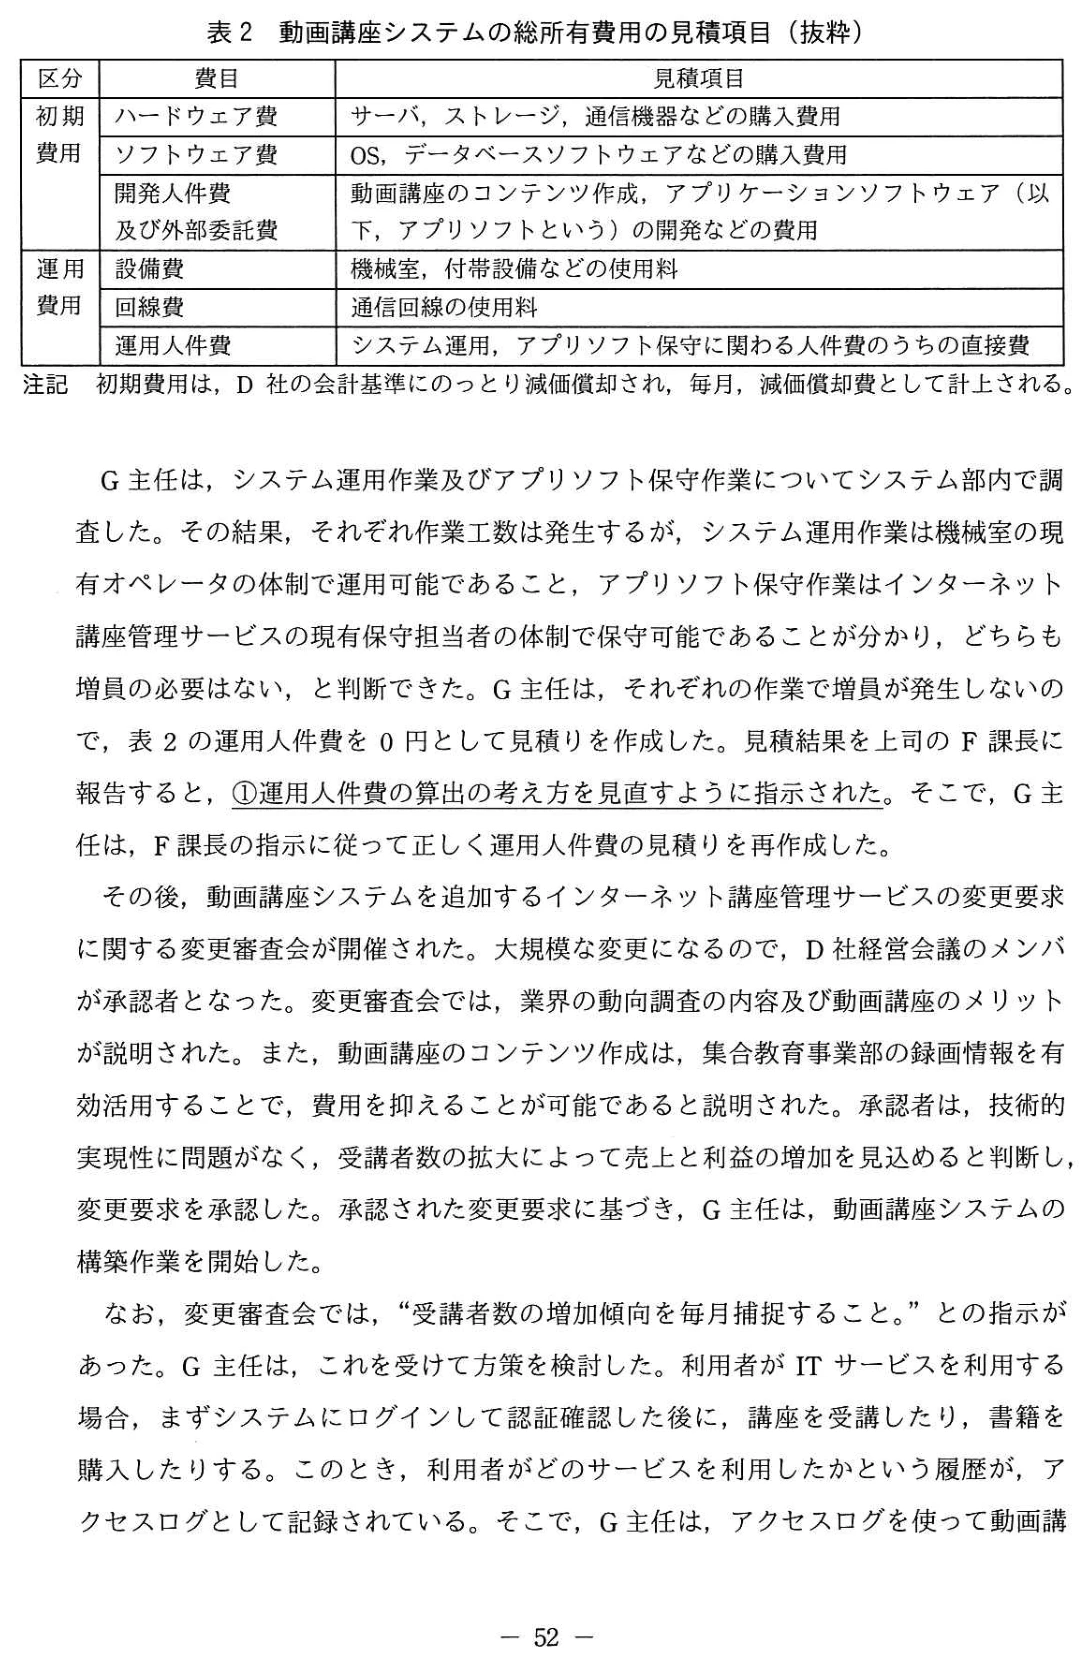 表2　動画講座システムの総所有費用の見積項目（抜粋）
区分　費目　見積項目
初期費用　ハードウェア費　サーバ，ストレージ，通信機器などの購入費用
ソフトウェア費　OS，データベースソフトウェアなどの購入費用
開発人件費　動画講座のコンテンツ作成，アプリケーションソフトウェア（以
及び外部委託費　下，アプリソフトという）の開発などの費用
運用費用　設備費　機械室，付帯設備などの使用料
回線費　通信回線の使用料
運用人件費　システム運用，アプリソフト保守に関わる人件費のうちの直接費
注記　初期費用は，D 社の会計基準にのっとり減価償却され，毎月，減価償却費として計上される。
G 主任は，システム運用作業及びアプリソフト保守作業についてシステム部内で調
査した。その結果，それぞれ作業工数は発生するが，システム運用作業は機械室の現
有オペレータの体制で運用可能であること，アプリソフト保守作業はインターネット
講座管理サービスの現有保守担当者の体制で保守可能であることが分かり，どちらも
増員の必要はない，と判断できた。G 主任は，それぞれの作業で増員が発生しないの
で，表 2 の運用人件費を 0 円として見積りを作成した。見積結果を上司の F 課長に
報告すると，①運用人件費の算出の考え方を見直すように指示された。そこで，G 主
任は，F 課長の指示に従って正しく運用人件費の見積りを再作成した。
その後，動画講座システムを追加するインターネット講座管理サービスの変更要求
に関する変更審査会が開催された。大規模な変更になるので，D 社経営会議のメンバ
が承認者となった。変更審査会では，業界の動向調査の内容及び動画講座のメリット
が説明された。また，動画講座のコンテンツ作成は，集合教育事業部の録画情報を有
効活用することで，費用を抑えることが可能であると説明された。承認者は，技術的
実現性に問題がなく，受講者数の拡大によって売上と利益の増加を見込めると判断し，
変更要求を承認した。承認された変更要求に基づき，G 主任は，動画講座システムの
構築作業を開始した。
なお，変更審査会では，“受講者数の増加傾向を毎月捕捉すること。”との指示が
あった。G 主任は，これを受けて方策を検討した。利用者が IT サービスを利用する
場合，まずシステムにログインして認証確認した後に，講座を受講したり，書籍を
購入したりする。このとき，利用者がどのサービスを利用したかという履歴が，ア
クセスログとして記録されている。そこで，G 主任は，アクセスログを使って動画講
― 52 ―